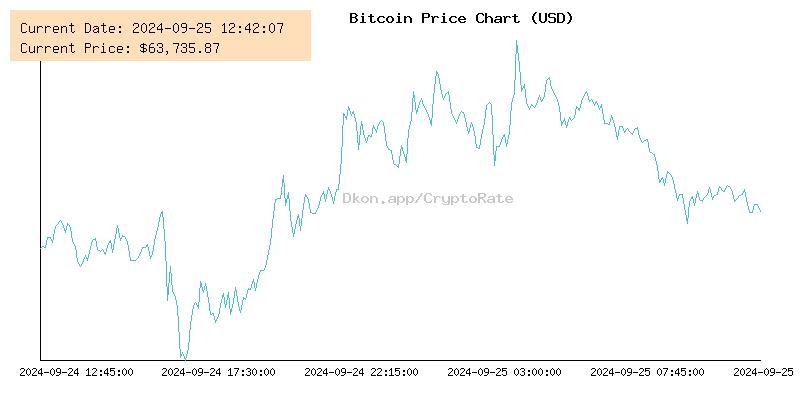 Bitcoin Price Chart (USD)
Current Date: 2024-09-25 12:42:07
Current Price: $63,735.87
Dkon.app/CryptoRate
2024-09-24 12:45:00 2024-09-24 17:30:00 2024-09-24 22:15:00 2024-09-25 03:00:00 2024-09-25 07:45:00 2024-09-25